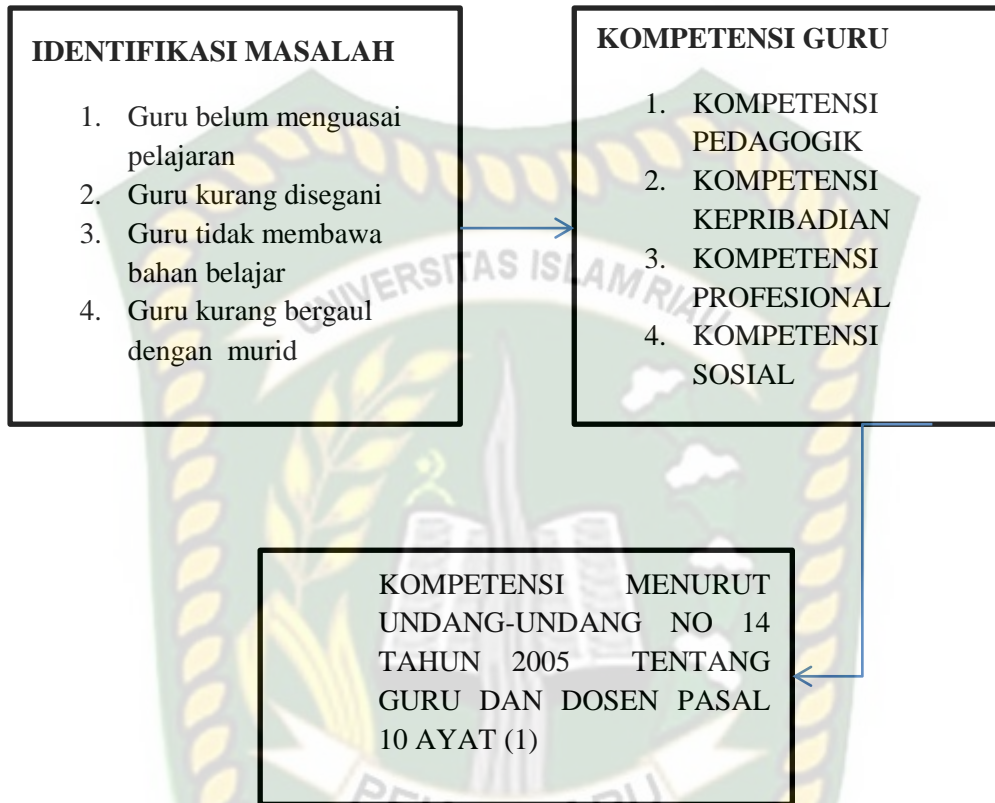 IDENTIFIKASI MASALAH
1. Guru belum menguasai
pelajaran
2. Guru kurang disegani
3. Guru tidak membawa
bahan belajar
4. Guru kurang bergaul
dengan murid
KOMPETENSI GURU
1. KOMPETENSI
PEDAGOGIK
2. KOMPETENSI
KEPRIBADIAN
3. KOMPETENSI
PROFESIONAL
4. KOMPETENSI
SOSIAL
UNIVERSITAS ISLAM RIAU
KOMPETENSI MENURUT
UNDANG-UNDANG NO 14
TAHUN 2005 TENTANG
GURU DAN DOSEN PASAL
10 AYAT (1)